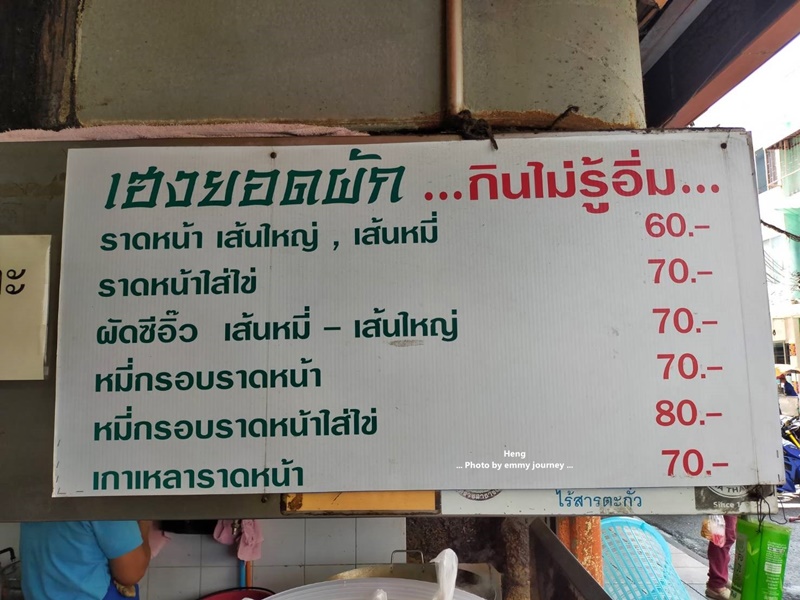 เฮงยอดผัก ...กินไม่รู้อิ่ม...
ราดหน้า เส้นใหญ่ , เส้นหมี่ 60.-
ราดหน้าใส่ไข่ 70.-
ผัดซีอิ๊ว เส้นหมี่ - เส้นใหญ่ 70.-
หมี่กรอบราดหน้า 70.-
หมี่กรอบราดหน้าใส่ไข่ 80.-
เกาเหลาราดหน้า 70.-
Heng
... Photo by emmy journey ...
ไร้สารตะกั่ว